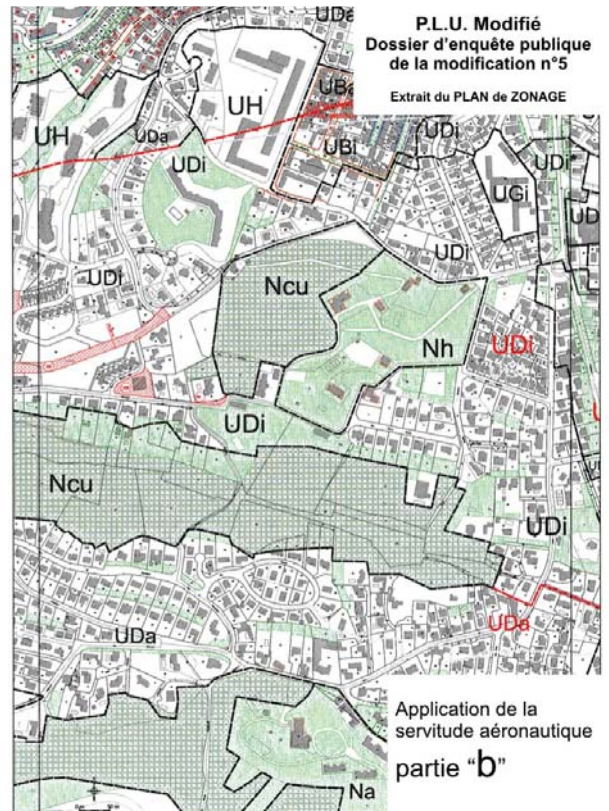 P.L.U. Modifié
Dossier d'enquête publique
de la modification n°5
Extrait du PLAN de ZONAGE
UDa
UH
UBa
UH
UDa
UBi
UDi
UDi
UDi*
UGi
UDi
UDi
UDi
Ncu
Nh
UDi
UDi
Ncu
UDi
UDa
UDa
Application de la
servitude aéronautique
partie "b"
Na